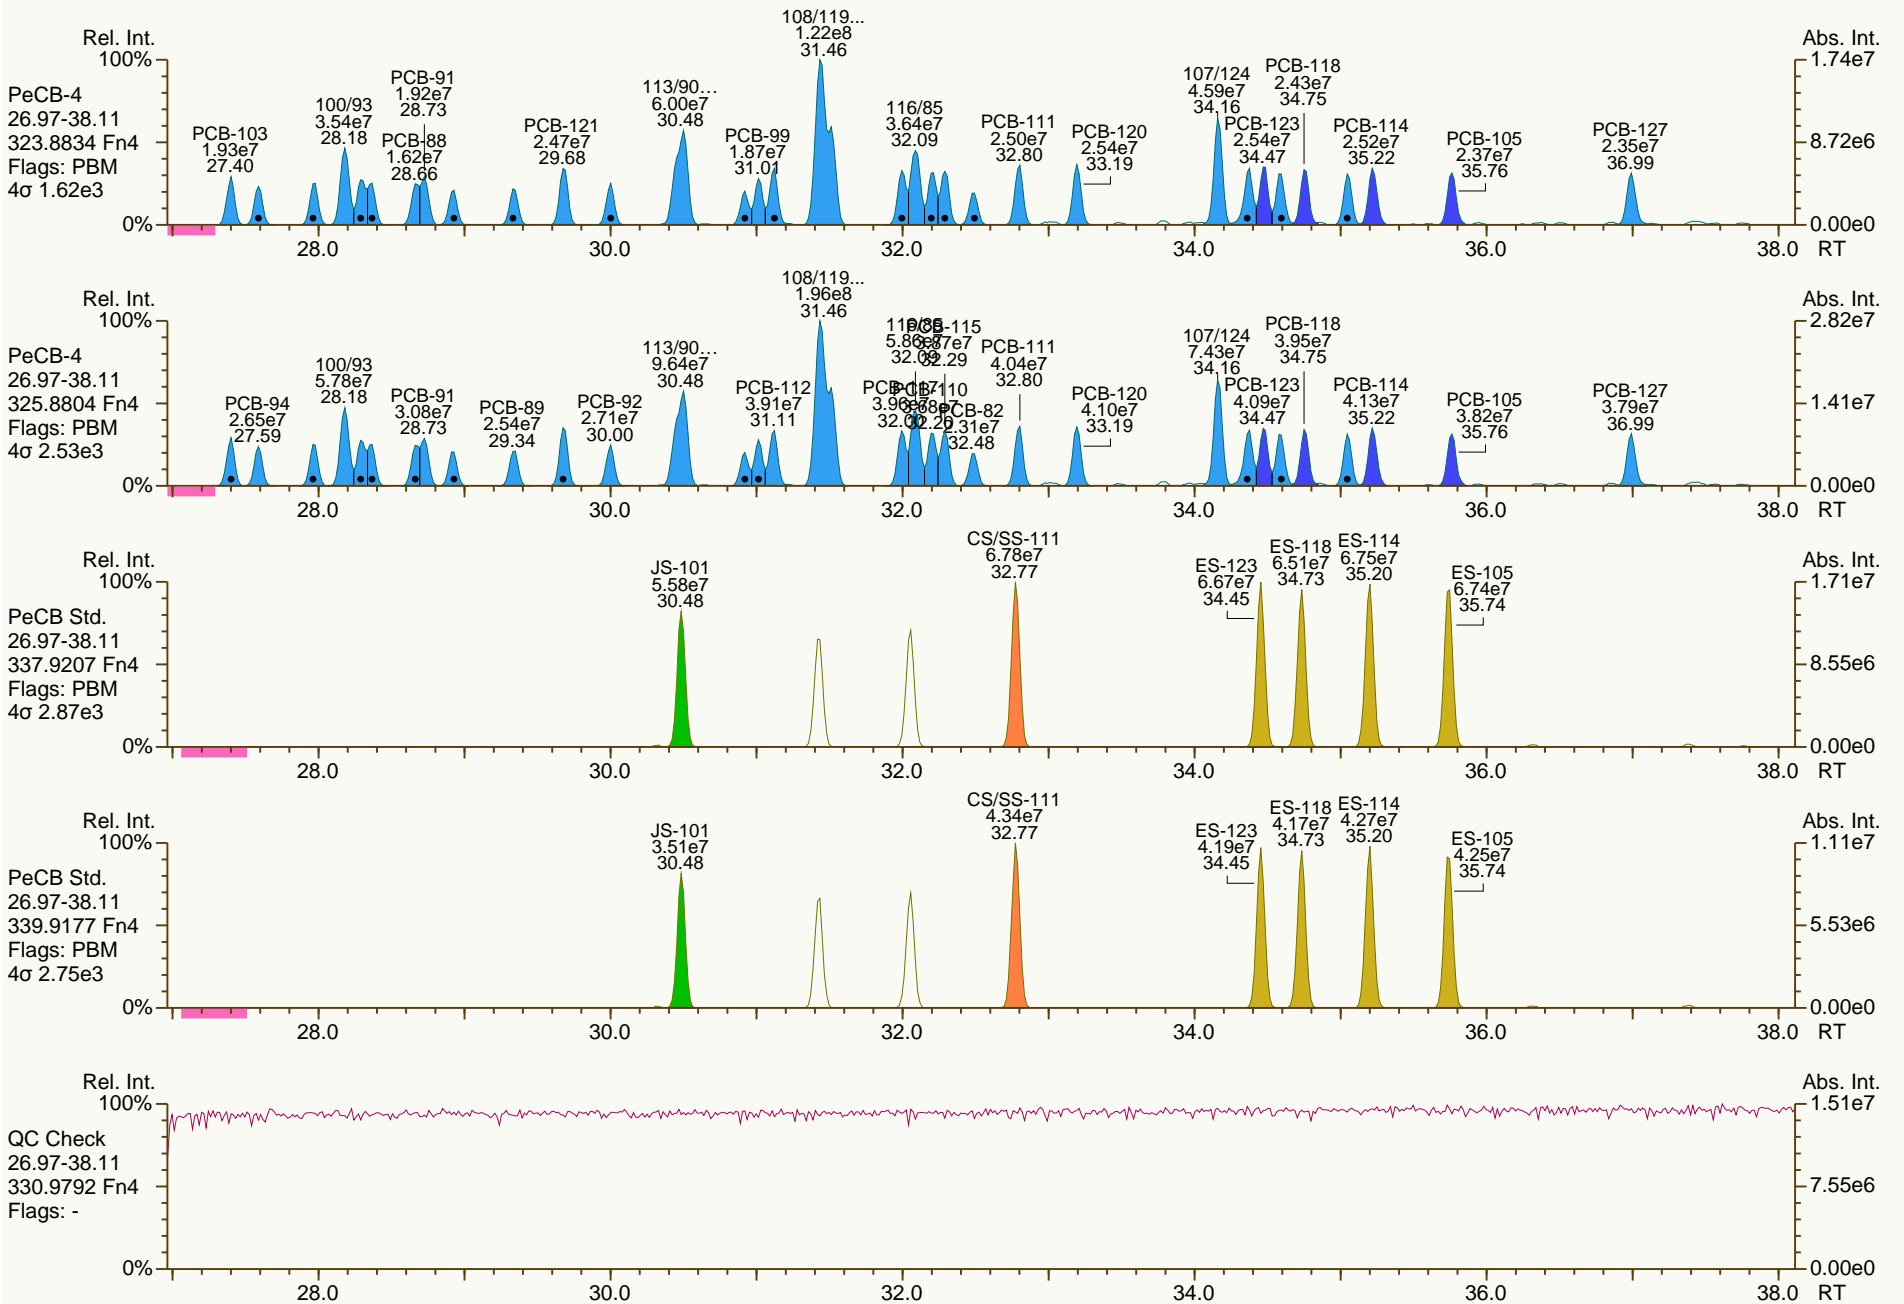 Rel. Int.
100%
0%
PeCB-4
26.97-38.11
323.8834 Fn4
Flags: PBM
4σ 1.62e3
PCB-103
1.93e7
27.40
100/93
3.54e7
28.18
PCB-91
1.92e7
28.73
PCB-88
1.62e7
28.66
PCB-121
2.47e7
29.68
113/90...
6.00e7
30.48
PCB-99
1.87e7
31.01
108/119...
1.22e8
31.46
116/85
3.64e7
32.09
PCB-111
2.50e7
32.80
PCB-120
2.54e7
33.19
107/124
4.59e7
34.16
PCB-123
2.54e7
34.47
PCB-118
2.43e7
34.75
PCB-114
2.52e7
35.22
PCB-105
2.37e7
35.76
PCB-127
2.35e7
36.99
Abs. Int.
1.74e7
8.72e6
0.00e0
28.0 30.0 32.0 34.0 36.0 38.0 RT
Rel. Int.
100%
0%
PeCB-4
26.97-38.11
325.8804 Fn4
Flags: PBM
4σ 2.53e3
PCB-94
2.65e7
27.59
100/93
5.78e7
28.18
PCB-91
3.08e7
28.73
PCB-89
2.54e7
29.34
PCB-92
2.71e7
30.00
113/90...
9.64e7
30.48
PCB-112
3.91e7
31.11
108/119...
1.96e8
31.46
PCB-117
3.96e7
32.00
116/85
5.86e7
32.09
PCB-110
32.20
PCB-115
32.29
PCB-82
2.31e7
32.48
PCB-111
4.04e7
32.80
PCB-120
4.10e7
33.19
107/124
7.43e7
34.16
PCB-123
4.09e7
34.47
PCB-118
3.95e7
34.75
PCB-114
4.13e7
35.22
PCB-105
3.82e7
35.76
PCB-127
3.79e7
36.99
Abs. Int.
2.82e7
1.41e7
0.00e0
28.0 30.0 32.0 34.0 36.0 38.0 RT
Rel. Int.
100%
0%
PeCB Std.
26.97-38.11
337.9207 Fn4
Flags: PBM
4σ 2.87e3
JS-101
5.58e7
30.48
CS/SS-111
6.78e7
32.77
ES-123
6.67e7
34.45
ES-118
6.51e7
34.73
ES-114
6.75e7
35.20
ES-105
6.74e7
35.74
Abs. Int.
1.71e7
8.55e6
0.00e0
28.0 30.0 32.0 34.0 36.0 38.0 RT
Rel. Int.
100%
0%
PeCB Std.
26.97-38.11
339.9177 Fn4
Flags: PBM
4σ 2.75e3
JS-101
3.51e7
30.48
CS/SS-111
4.34e7
32.77
ES-123
4.19e7
34.45
ES-118
4.17e7
34.73
ES-114
4.27e7
35.20
ES-105
4.25e7
35.74
Abs. Int.
1.11e7
5.53e6
0.00e0
28.0 30.0 32.0 34.0 36.0 38.0 RT
Rel. Int.
100%
0%
QC Check
26.97-38.11
330.9792 Fn4
Flags: -
Abs. Int.
1.51e7
7.55e6
0.00e0
28.0 30.0 32.0 34.0 36.0 38.0 RT